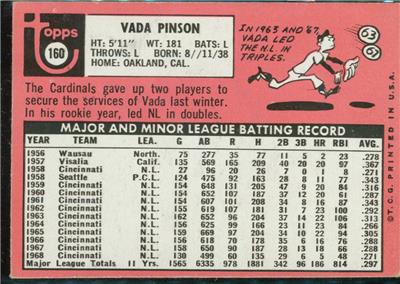 topps
160
VADA PINSON
HT: 5'11" WT: 181 BATS: L
THROWS: L BORN: 8//11/38
HOME: OAKLAND, CAL.
IN 1963 AND '67,
VADA LED
THE N.L. IN
TRIPLES.
63
67
The Cardinals gave up two players to
secure the services of Vada last winter.
In his rookie year, led NL in doubles.
MAJOR AND MINOR LEAGUE BATTING RECORD
YEAR TEAM LEA. G AB R H 2B 3B HR RBI AVG.
1956 Wausau North. 75 277 35 77 11 5 2 23 .278
1957 Visalia Calif. 135 569 165 209 40 20 20 97 .367
1958 Cincinnati N.L. 27 96 20 26 7 0 1 8 .271
1958 Seattle P.C.L. 124 475 92 163 28 8 11 77 .343
1959 Cincinnati N.L. 154 648 131 205 47 9 20 84 .316
1960 Cincinnati N.L. 154 652 107 187 37 12 20 61 .287
1961 Cincinnati N.L. 154 607 101 208 34 8 16 87 .343
1962 Cincinnati N.L. 155 619 107 181 31 7 23 100 .292
1963 Cincinnati N.L. 162 652 96 204 37 14 22 106 .313
1964 Cincinnati N.L. 156 625 99 166 23 11 23 84 .266
1965 Cincinnati N.L. 159 669 97 204 34 10 22 94 .305
1966 Cincinnati N.L. 156 618 70 178 35 6 16 76 .288
1967 Cincinnati N.L. 158 650 90 187 28 13 18 66 .288
1968 Cincinnati N.L. 130 499 60 135 29 6 5 48 .271
Major League Totals 11 Yrs. 1565 6335 978 1881 342 96 186 814 .297
© T.C.G. PRINTED IN U.S.A.